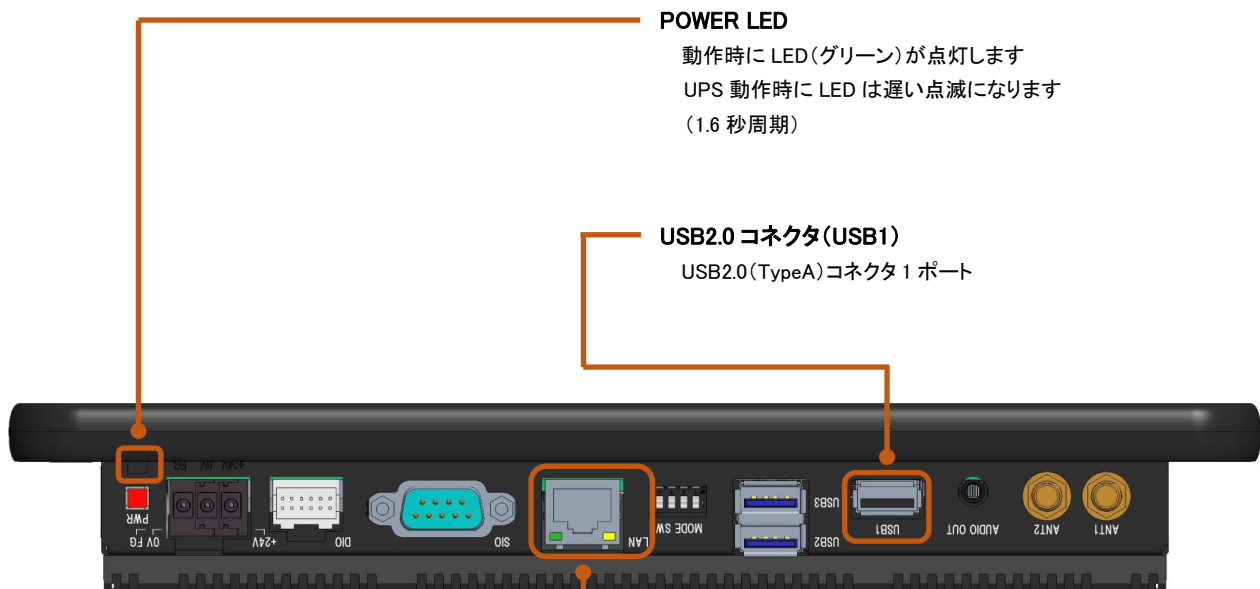 POWER LED
動作時に LED（グリーン）が点灯します
UPS 動作時に LED は遅い点滅になります
（1.6 秒周期）
USB2.0 コネクタ（USB1）
USB2.0（TypeA）コネクタ 1 ポート
FG 0V +24V
PWR
0V FG
+24V
DIO
SIO
LAN
MODE SW
USB3
USB2
USB1
AUDIO OUT
ANT2
ANT1